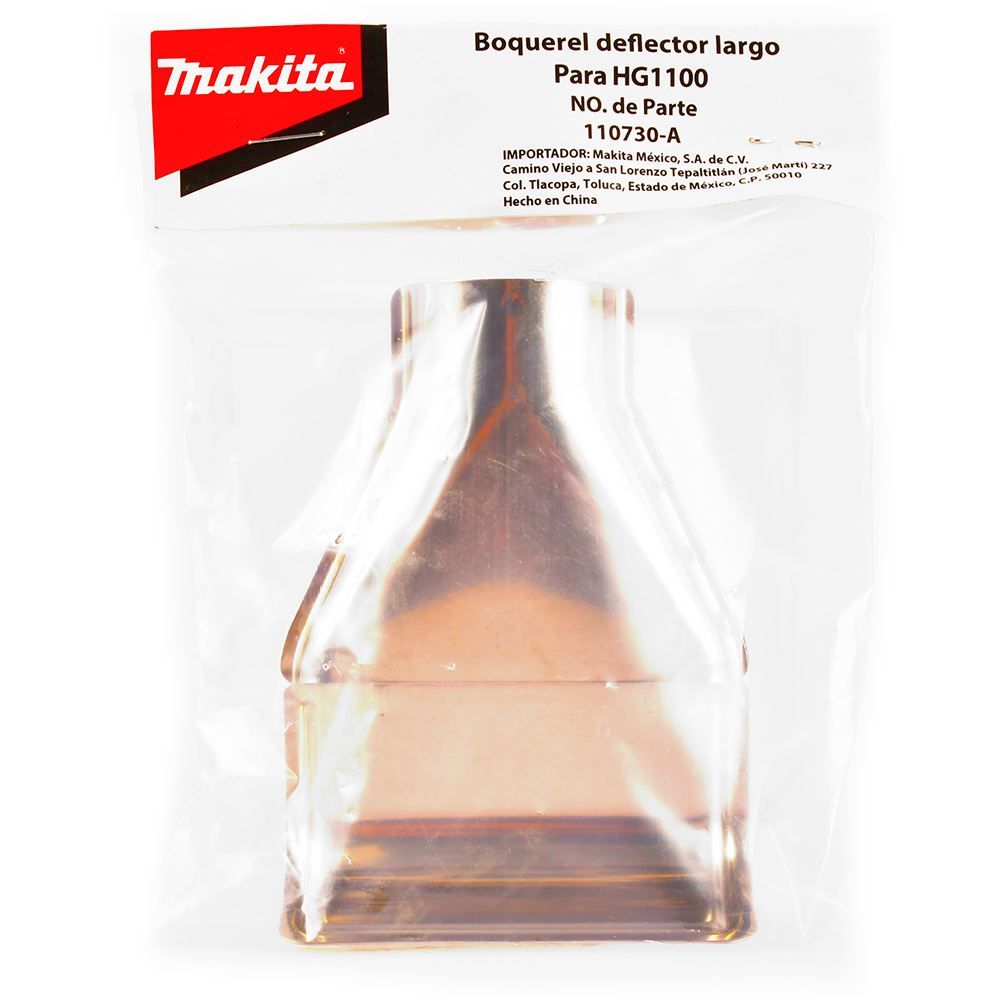 makita®
Boquerel deflector largo
Para HG1100
NO. de Parte
110730-A
IMPORTADOR: Makita México, S.A. de C.V.
Camino Viejo a San Lorenzo Tepaltitlán (José Martí) 227
Col. Tlacopa, Toluca, Estado de México, C.P. 50010
Hecho en China